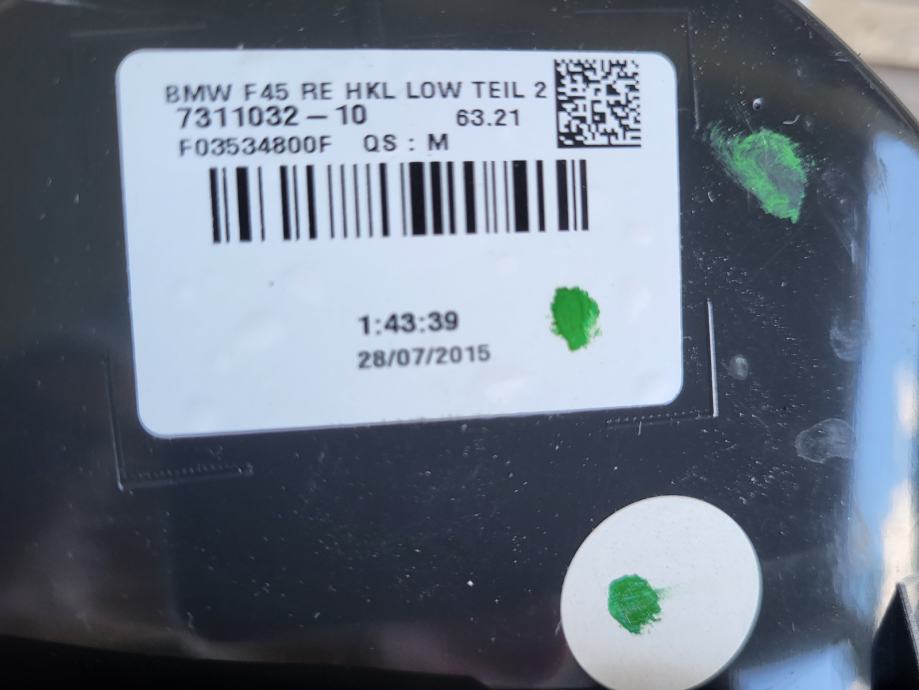 BMW F45 RE HKL LOW TEIL 2
7311032-10 63.21
F03534800F QS : M
1:43:39
28/07/2015